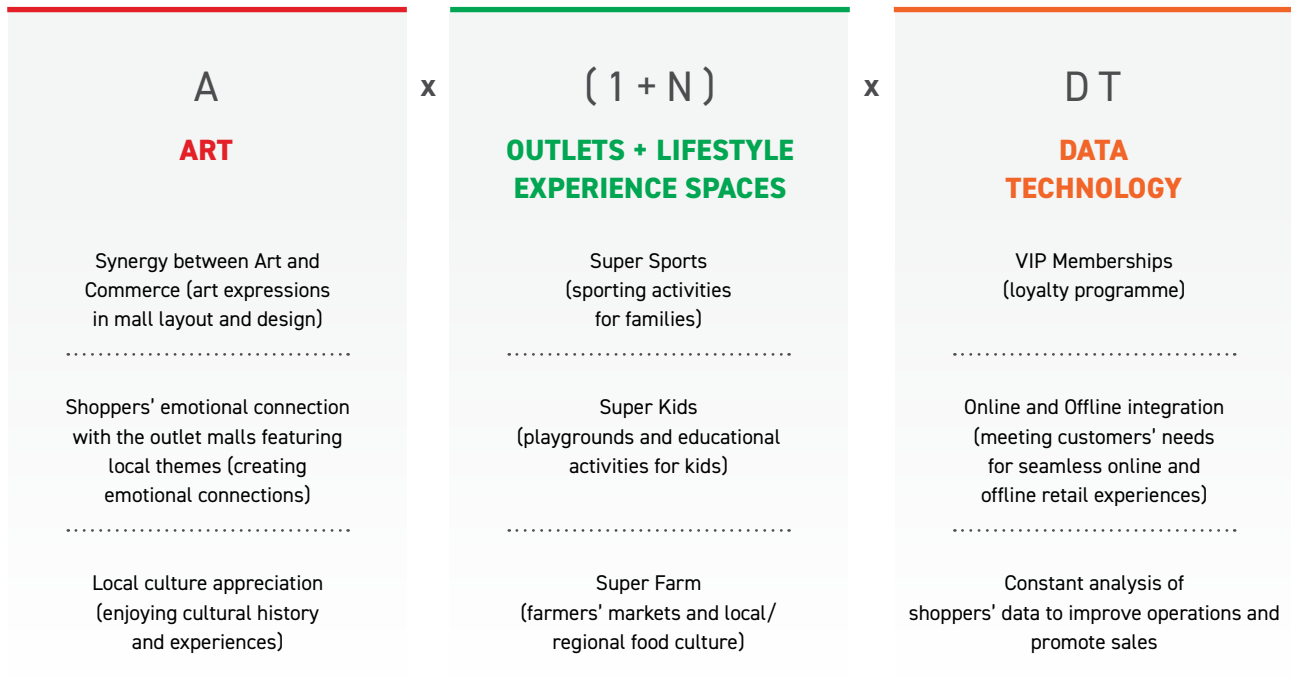 A
ART
Synergy between Art and
Commerce (art expressions
in mall layout and design)
Shoppers’ emotional connection
with the outlet malls featuring
local themes (creating
emotional connections)
Local culture appreciation
(enjoying cultural history
and experiences)
x
(1 + N)
OUTLETS + LIFESTYLE
EXPERIENCE SPACES
Super Sports
(sporting activities
for families)
Super Kids
(playgrounds and educational
activities for kids)
Super Farm
(farmers’ markets and local/
regional food culture)
x
DT
DATA
TECHNOLOGY
VIP Memberships
(loyalty programme)
Online and Offline integration
(meeting customers’ needs
for seamless online and
offline retail experiences)
Constant analysis of
shoppers’ data to improve operations and
promote sales